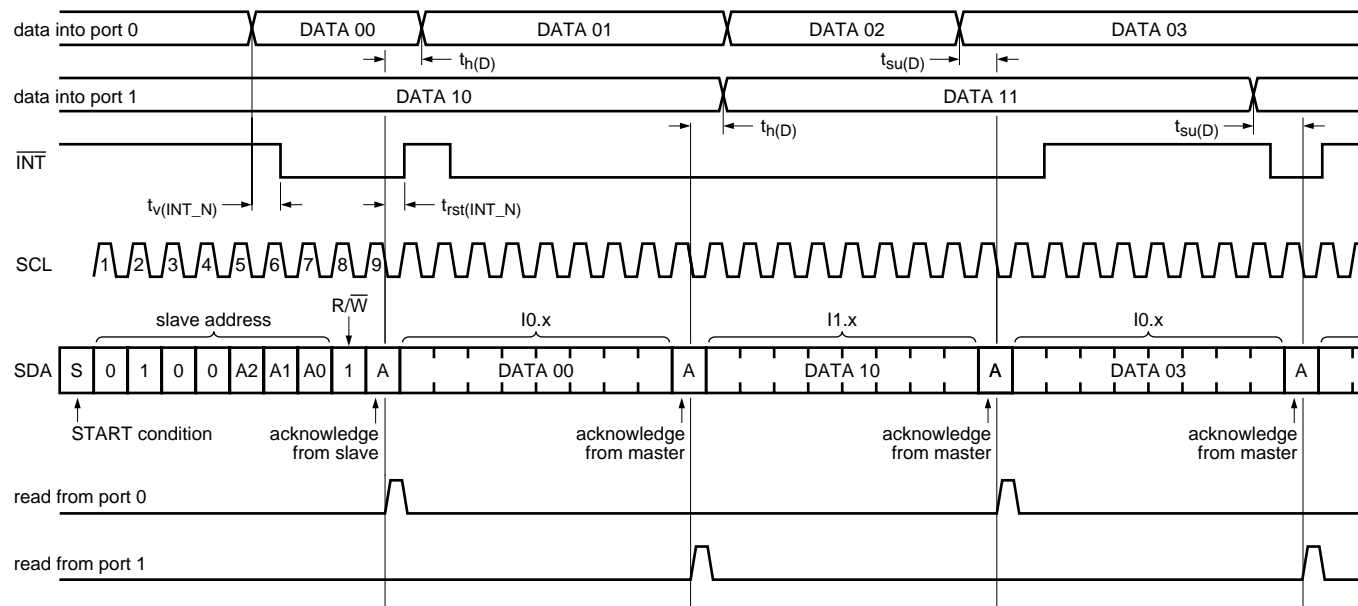 data into port 0
DATA 00
DATA 01
DATA 02
DATA 03
th(D)
tsu(D)
data into port 1
DATA 10
DATA 11
th(D)
tsu(D)
INT
tv(INT_N)
trst(INT_N)
SCL
1 2 3 4 5 6 7 8 9
R/W
slave address
I0.x
I1.x
I0.x
SDA
S 0 1 0 0 A2 A1 A0 1 A
DATA 00
A
DATA 10
A
DATA 03
A
START condition
acknowledge
from slave
acknowledge
from master
acknowledge
from master
acknowledge
from master
read from port 0
read from port 1